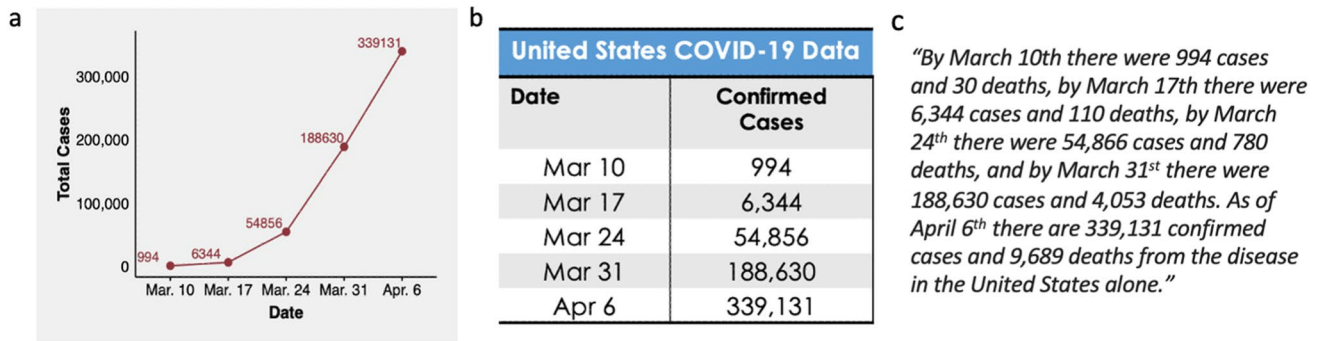 a
339131
300,000
188630
200,000
Total Cases
100,000
54856
994
6344
0
Mar. 10 Mar. 17 Mar. 24 Mar. 31 Apr. 6
Date
b
United States COVID-19 Data
Date Confirmed
Cases
Mar 10 994
Mar 17 6,344
Mar 24 54,856
Mar 31 188,630
Apr 6 339,131
c
“By March 10th there were 994 cases
and 30 deaths, by March 17th there were
6,344 cases and 110 deaths, by March
24th there were 54,866 cases and 780
deaths, and by March 31st there were
188,630 cases and 4,053 deaths. As of
April 6th there are 339,131 confirmed
cases and 9,689 deaths from the disease
in the United States alone.”